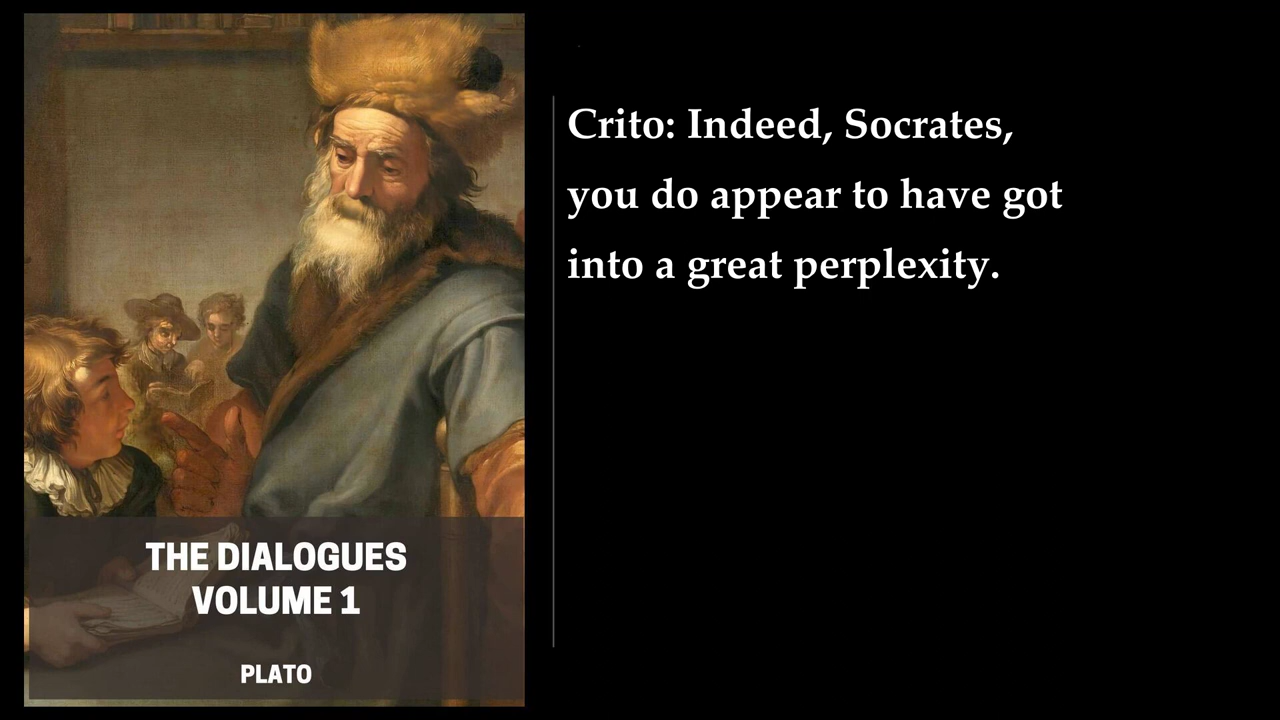 Crito: Indeed, Socrates,
you do appear to have got
into a great perplexity.
THE DIALOGUES
VOLUME 1
PLATO